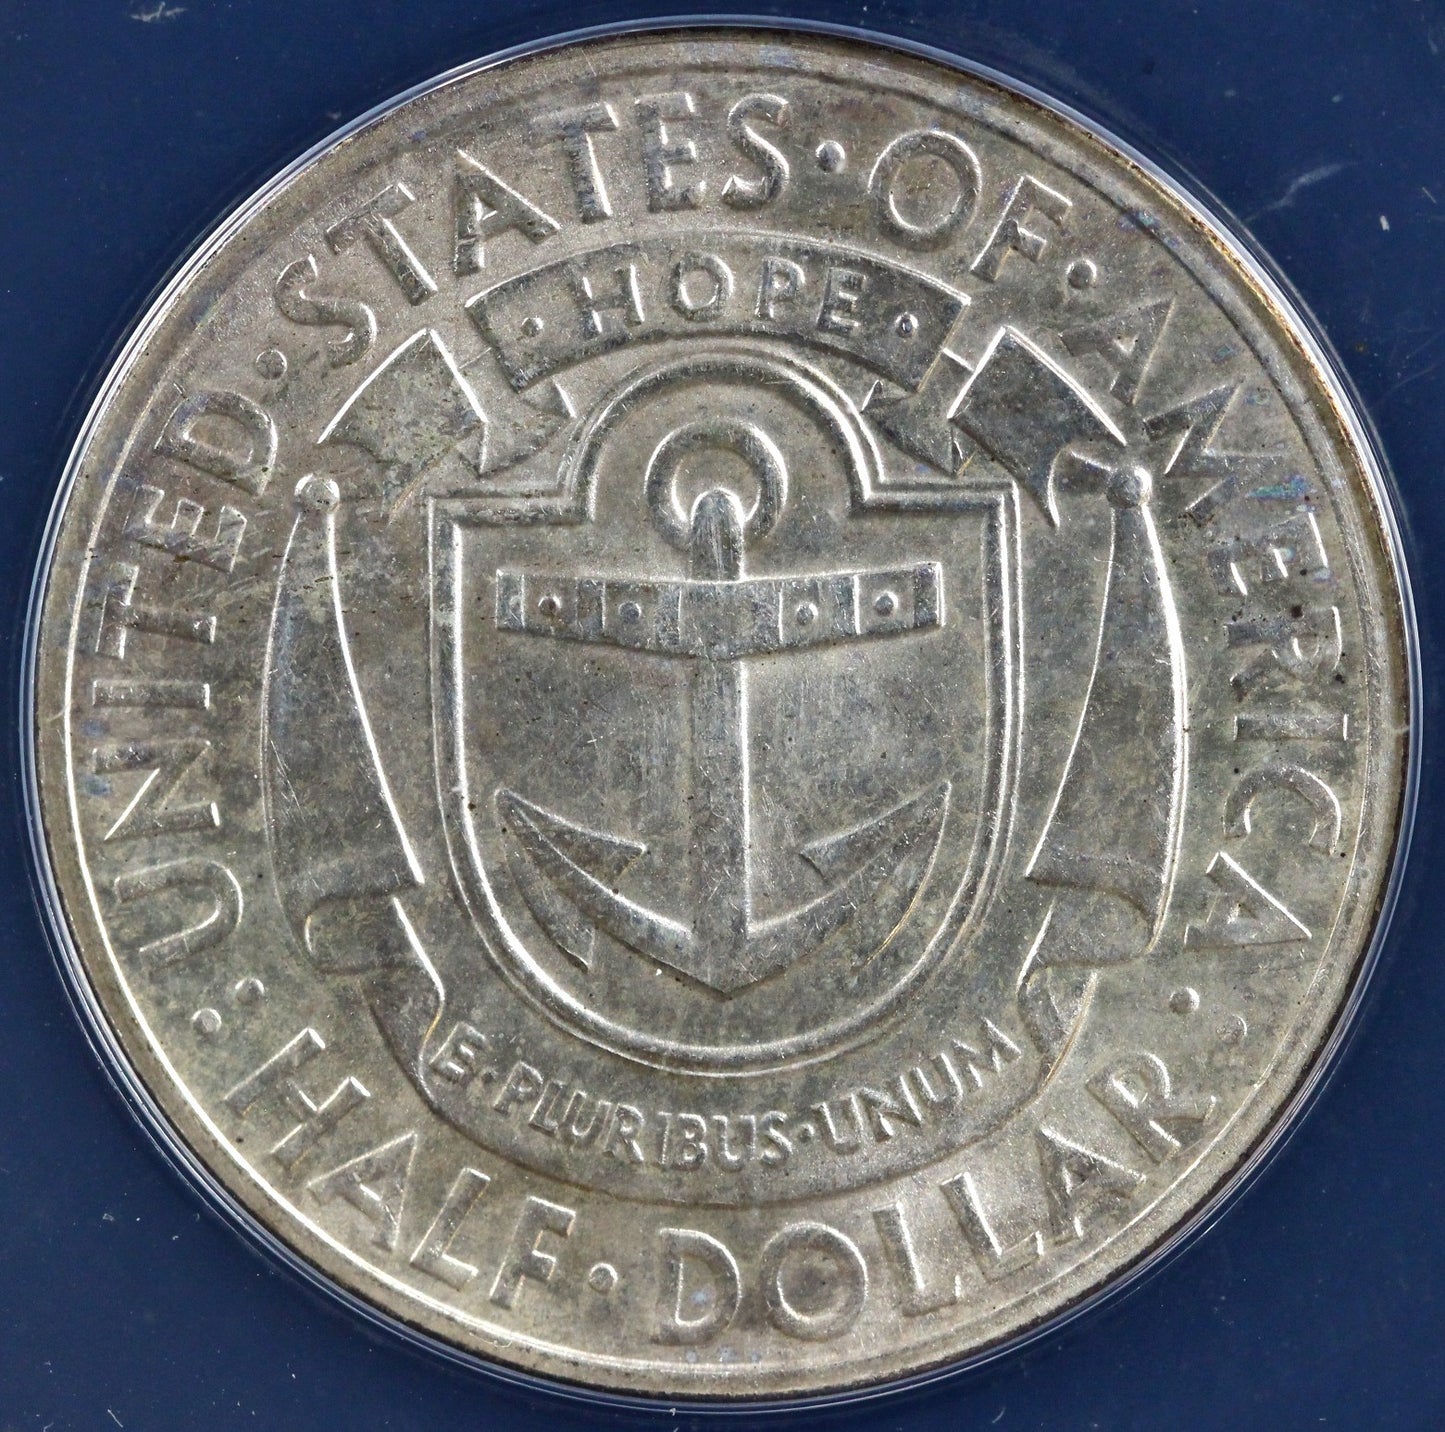 · UNITED · STATES · OF · AMERICA ·
· HOPE ·
E · PLURIBUS · UNUM
· HALF · DOLLAR ·